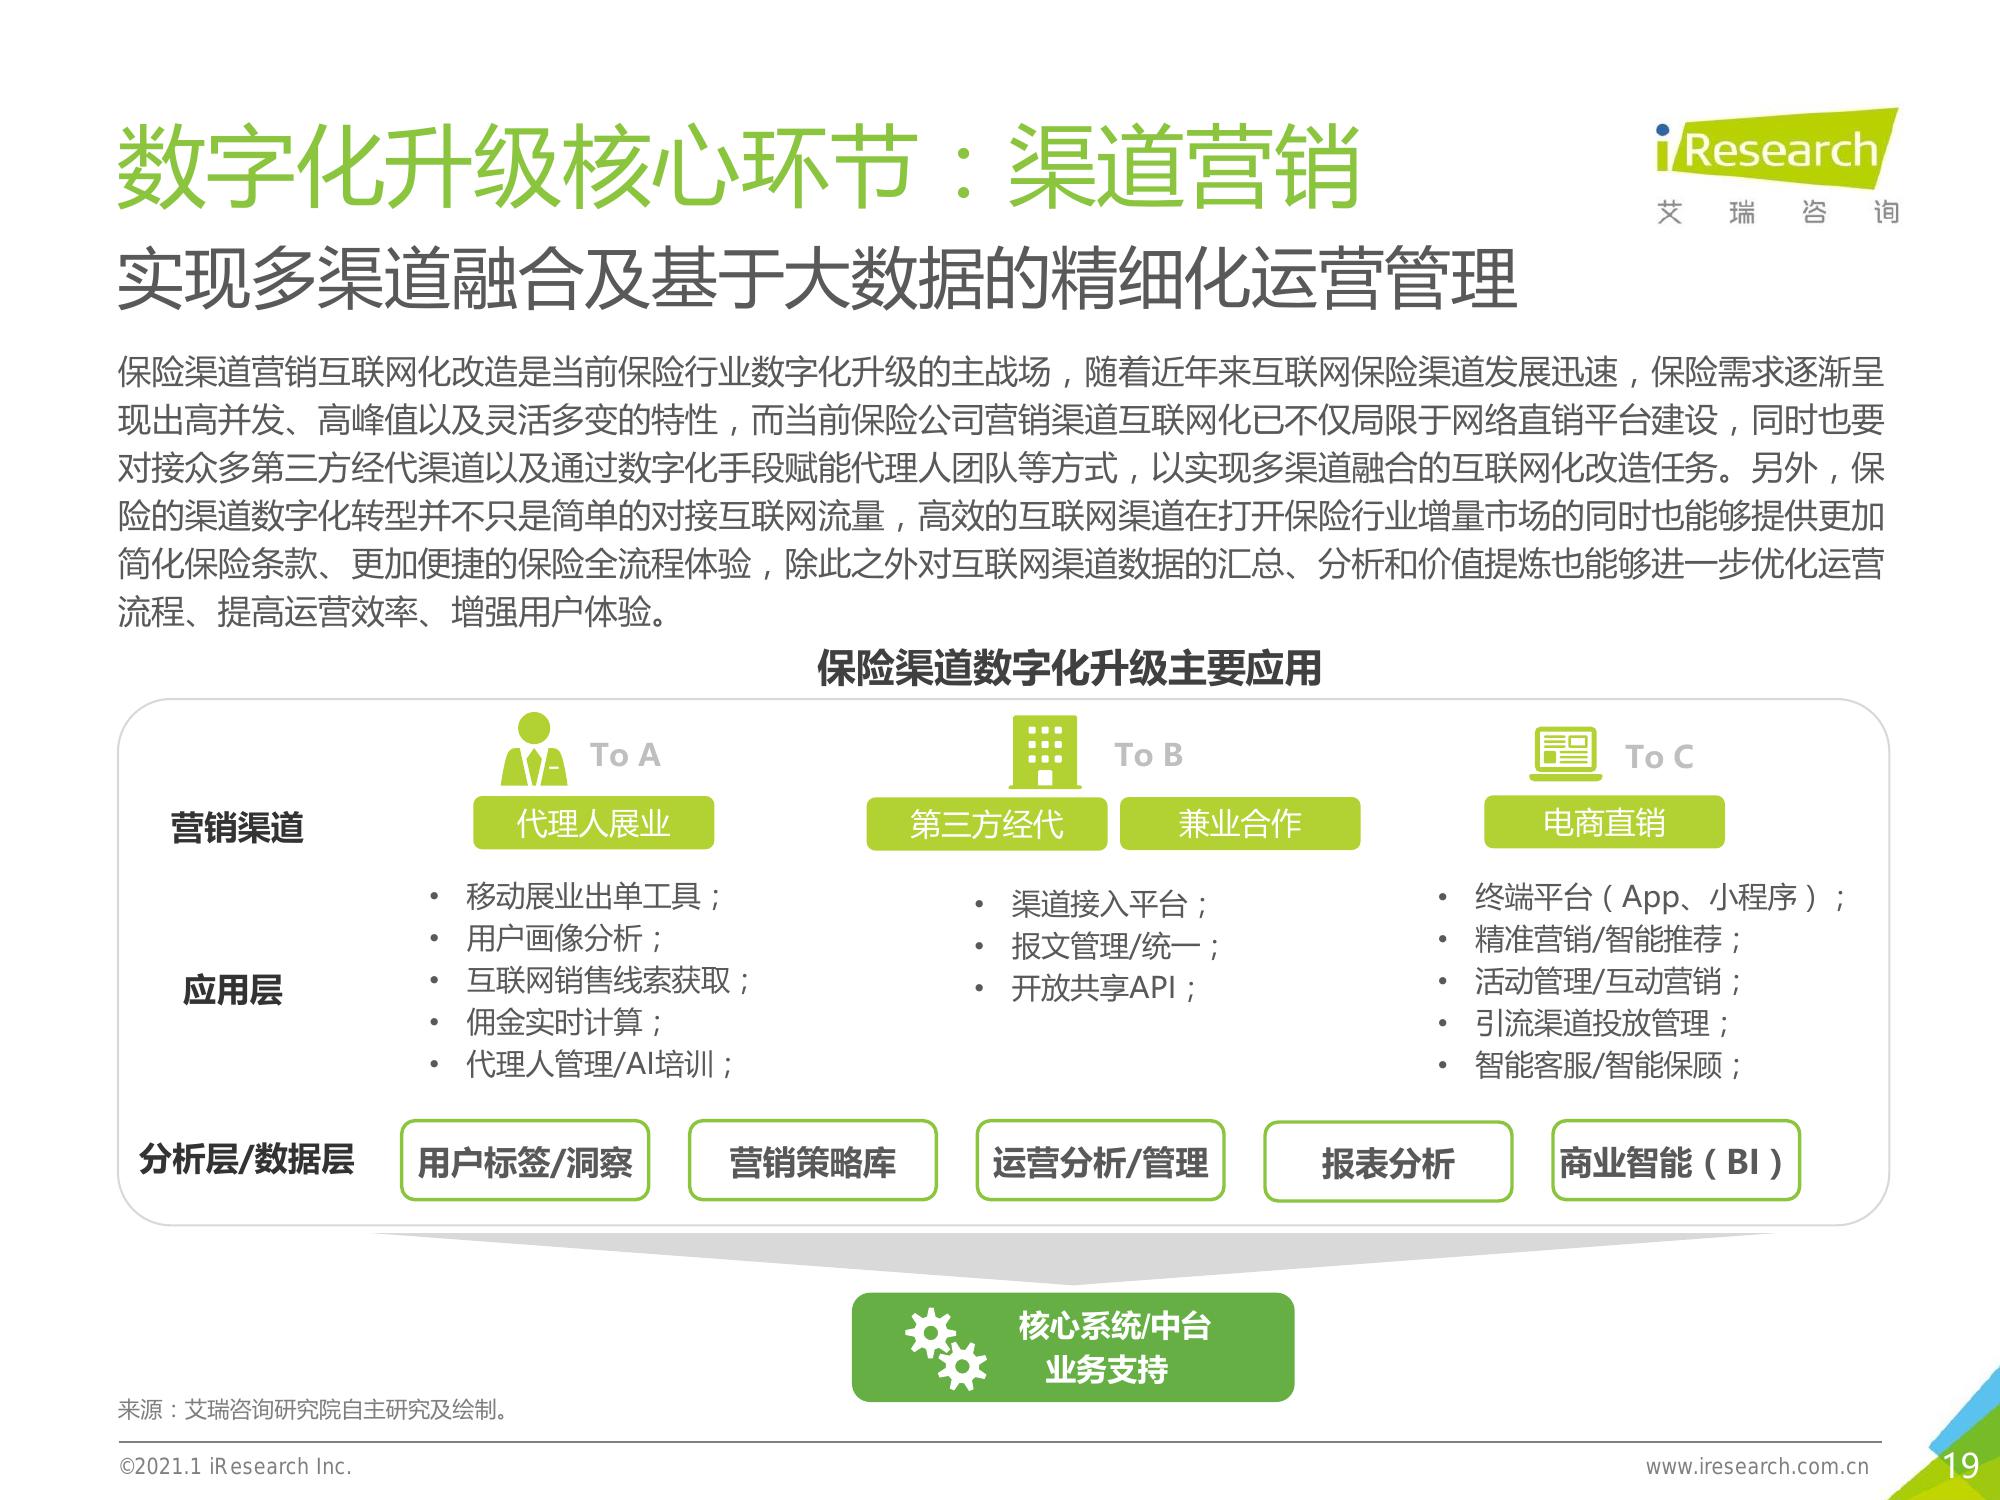 数字化升级核心环节：渠道营销
iResearch
艾瑞咨询
实现多渠道融合及基于大数据的精细化运营管理
保险渠道营销互联网化改造是当前保险行业数字化升级的主战场，随着近年来互联网保险渠道发展迅速，保险需求逐渐呈
现出高并发、高峰值以及灵活多变的特性，而当前保险公司营销渠道互联网化已不仅局限于网络直销平台建设，同时也要
对接众多第三方经代渠道以及通过数字化手段赋能代理人团队等方式，以实现多渠道融合的互联网化改造任务。另外，保
险的渠道数字化转型并不只是简单的对接互联网流量，高效的互联网渠道在打开保险行业增量市场的同时也能够提供更加
简化保险条款、更加便捷的保险全流程体验，除此之外对互联网渠道数据的汇总、分析和价值提炼也能够进一步优化运营
流程、提高运营效率、增强用户体验。
保险渠道数字化升级主要应用
To A
To B
To C
营销渠道
代理人展业
第三方经代
兼业合作
电商直销
应用层
• 移动展业出单工具；
• 用户画像分析；
• 互联网销售线索获取；
• 佣金实时计算；
• 代理人管理/AI培训；
• 渠道接入平台；
• 报文管理/统一；
• 开放共享API；
• 终端平台（App、小程序）；
• 精准营销/智能推荐；
• 活动管理/互动营销；
• 引流渠道投放管理；
• 智能客服/智能保顾；
分析层/数据层
用户标签/洞察
营销策略库
运营分析/管理
报表分析
商业智能（BI）
核心系统/中台
业务支持
来源：艾瑞咨询研究院自主研究及绘制。
©2021.1 iResearch Inc.
www.iresearch.com.cn
19